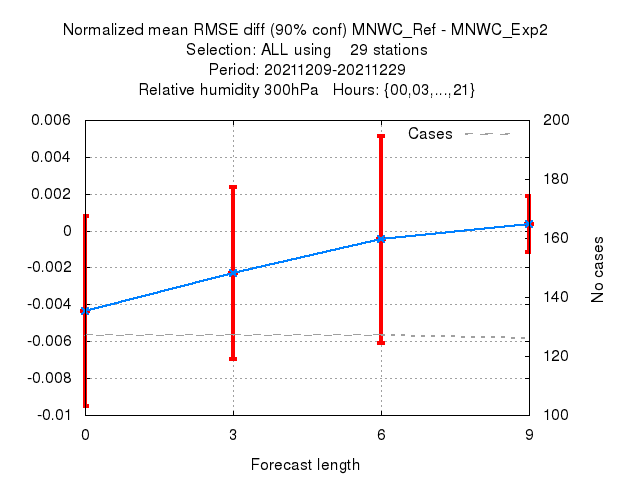 Normalized mean RMSE diff (90% conf) MNWC_Ref - MNWC_Exp2
Selection: ALL using    29 stations
Period: 20211209-20211229
Relative humidity 300hPa   Hours: {00,03,...,21}
Cases
0.006
0.004
0.002
0
-0.002
-0.004
-0.006
-0.008
-0.01
200
180
160
140
120
100
No cases
0
3
6
9
Forecast length